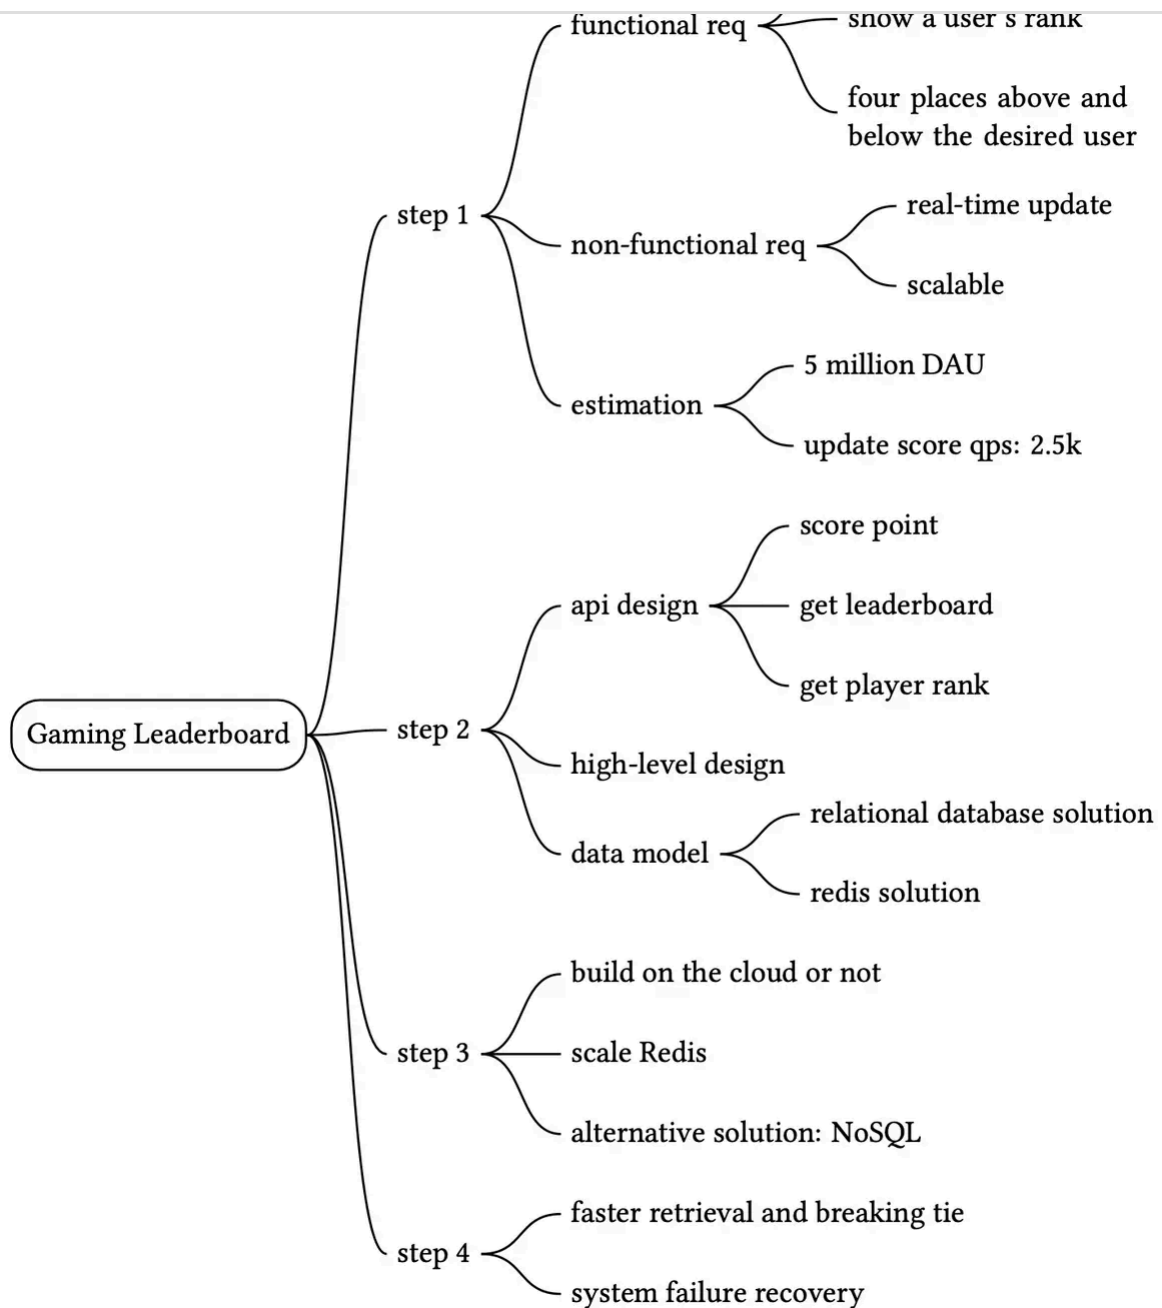 functional req
show a user's rank
four places above and
below the desired user
step 1
non-functional req
real-time update
scalable
estimation
5 million DAU
update score qps: 2.5k
Gaming Leaderboard
step 2
api design
score point
get leaderboard
get player rank
high-level design
data model
relational database solution
redis solution
step 3
build on the cloud or not
scale Redis
alternative solution: NoSQL
step 4
faster retrieval and breaking tie
system failure recovery